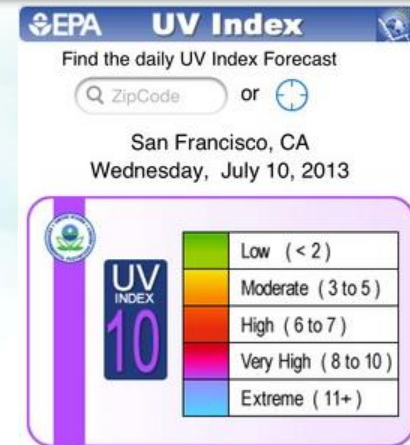 EPA UV Index
Find the daily UV Index Forecast
ZipCode or
San Francisco, CA
Wednesday, July 10, 2013
UV
INDEX
10
Low ( < 2 )
Moderate ( 3 to 5 )
High ( 6 to 7 )
Very High ( 8 to 10 )
Extreme ( 11+ )